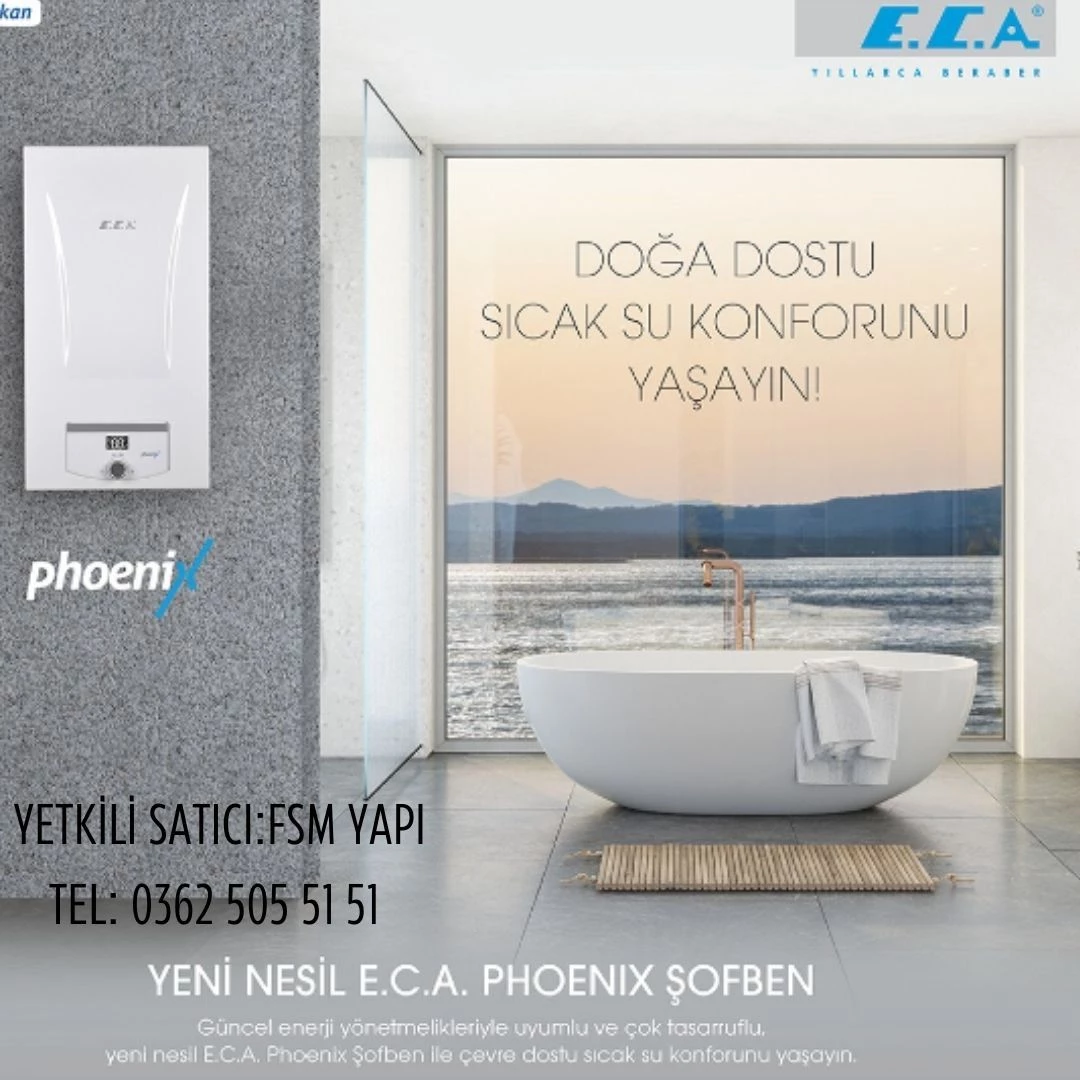 kan
E.C.A.®
YILLARCA BERABER
E.C.A.
DOĞA DOSTU
SICAK SU KONFORUNU
YAŞAYIN!
phoenix
YETKİLİ SATICI:FSM YAPI
TEL: 0362 505 51 51
YENİ NESİL E.C.A. PHOENIX ŞOFBEN
Güncel enerji yönetmelikleriyle uyumlu ve çok tasarruflu,
yeni nesil E.C.A. Phoenix Şofben ile çevre dostu sıcak su konforunu yaşayın.